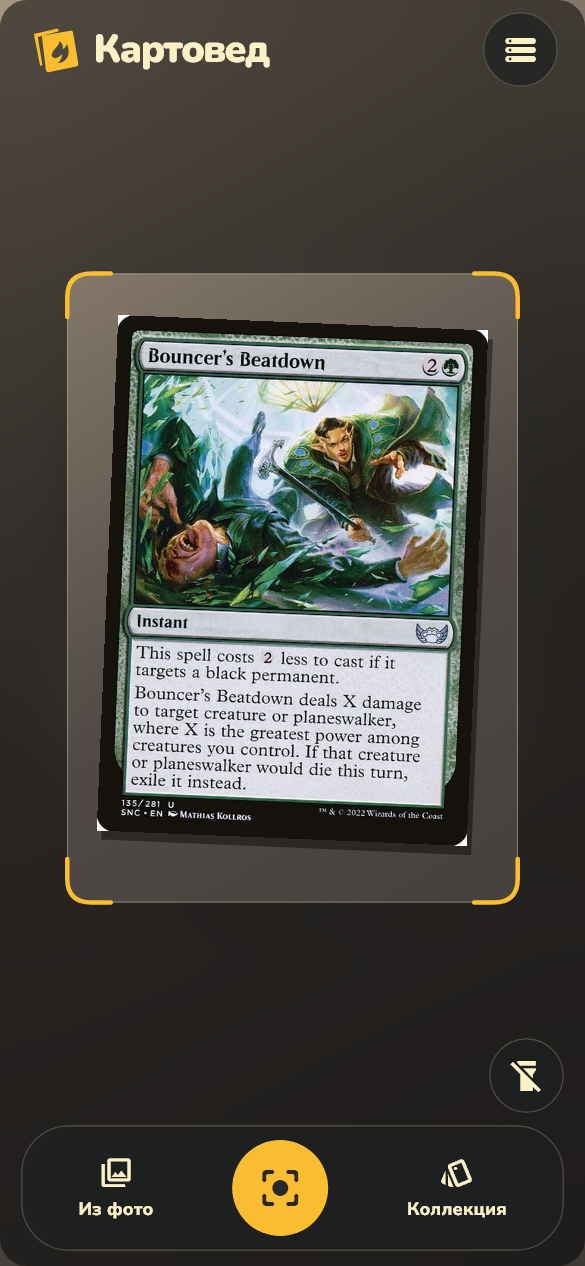 Картовед
Bouncer's Beatdown 2
Instant
This spell costs 2 less to cast if it
targets a black permanent.
Bouncer's Beatdown deals X damage
to target creature or planeswalker,
where X is the greatest power among
creatures you control. If that creature
or planeswalker would die this turn,
exile it instead.
135/281 U
SNC • EN Mathias Kollros ™ & © 2022 Wizards of the Coast
Из фото
Коллекция